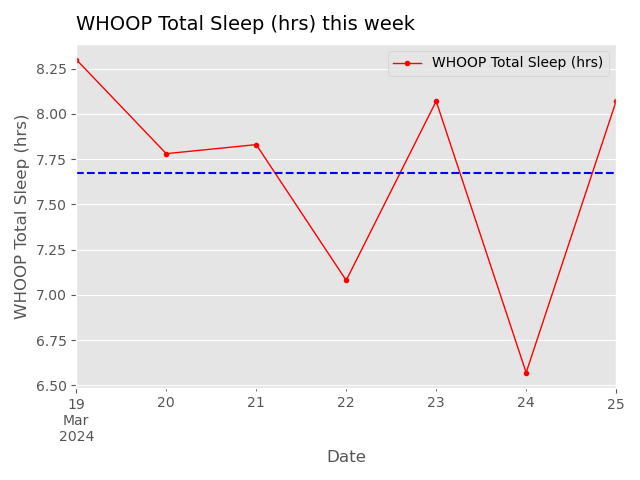 WHOOP Total Sleep (hrs) this week
WHOOP Total Sleep (hrs)
WHOOP Total Sleep (hrs)
8.25
8.00
7.75
7.50
7.25
7.00
6.75
6.50
19 20 21 22 23 24 25
Mar
2024
Date